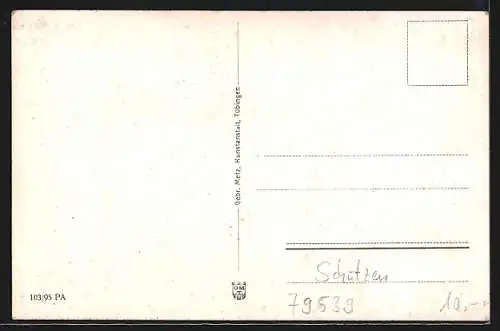 Gebr. Metz, Kunstanstalt, Tübingen
Schützen
103/95 PA
79539 10,--